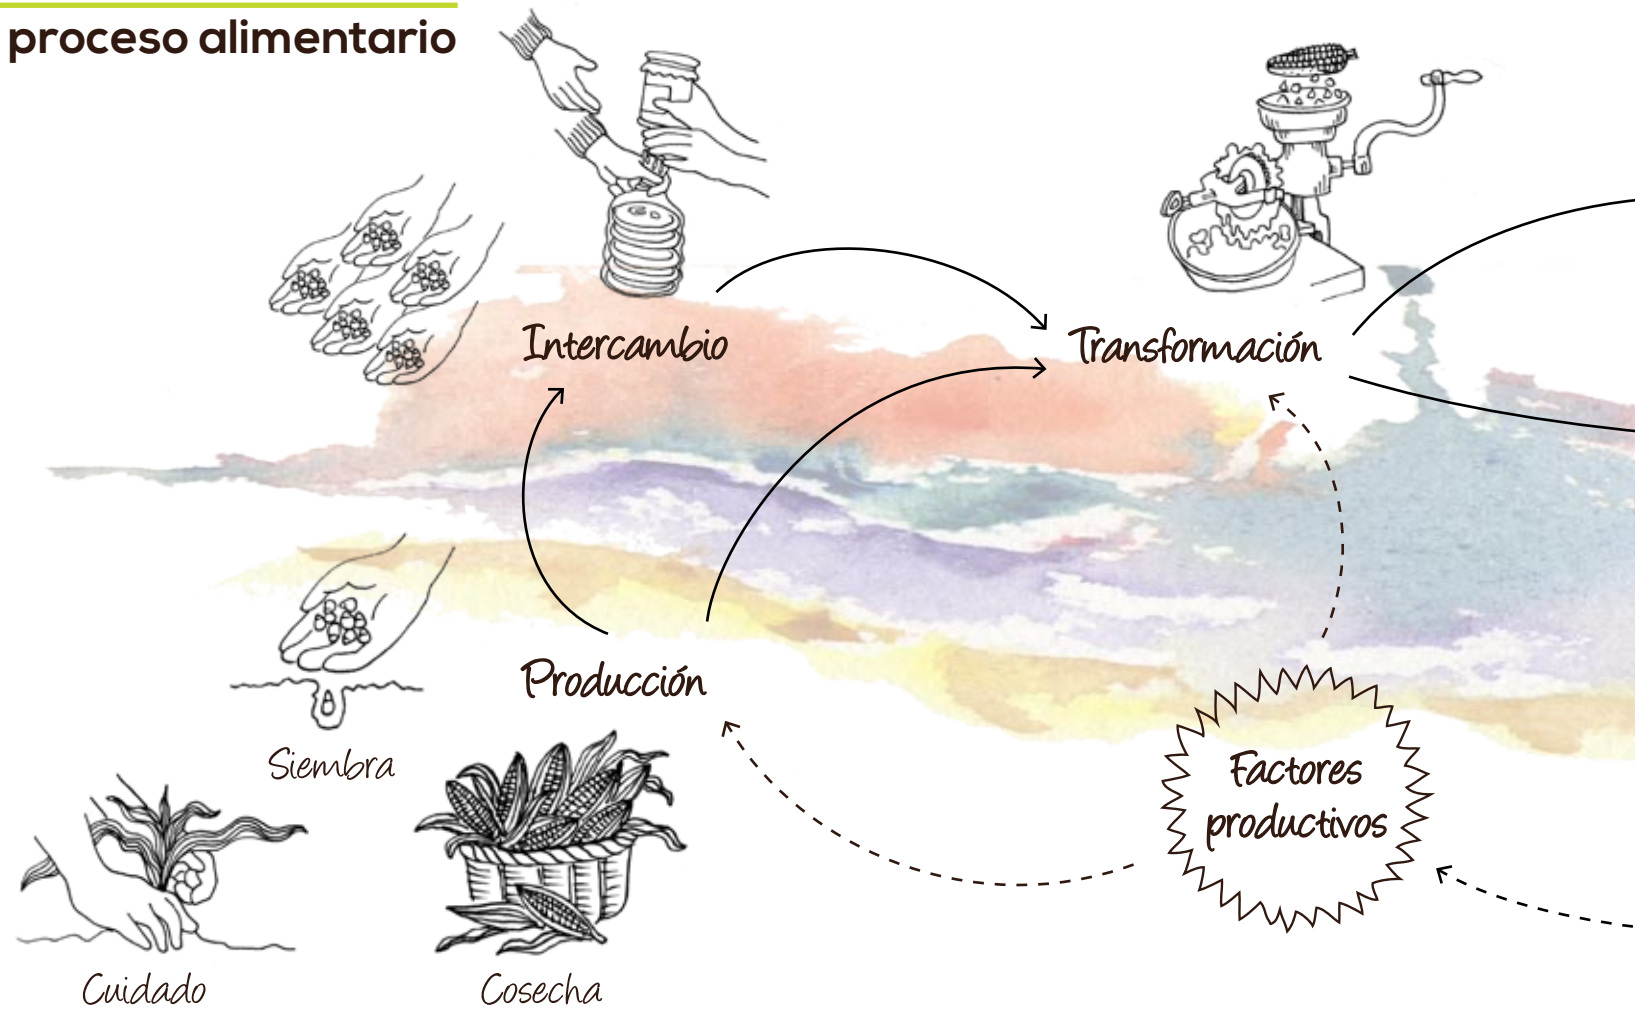 proceso alimentario
Intercambio
Transformación
Producción
Siembra
Factores
productivos
Cuidado
Cosecha